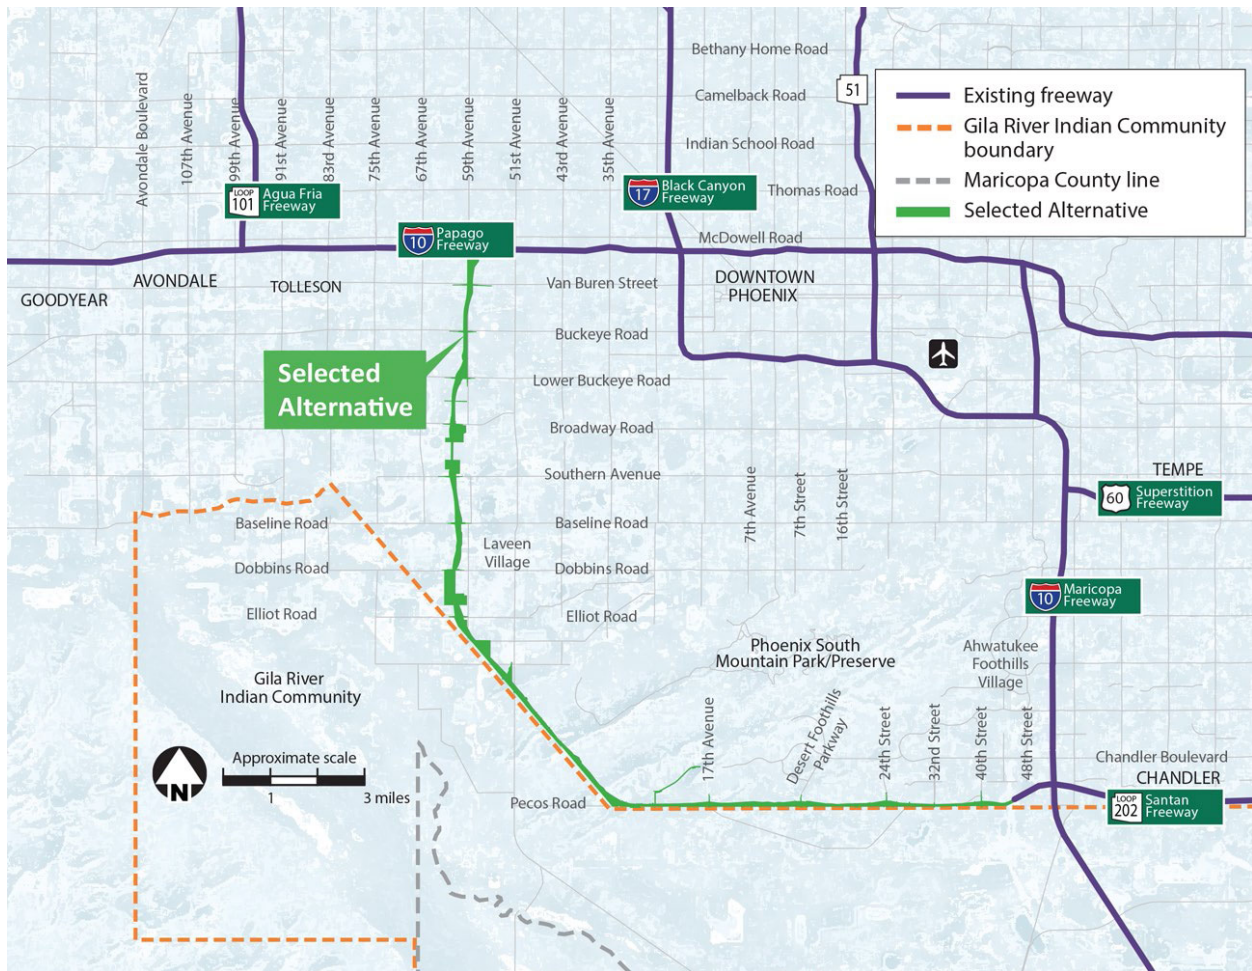 Bethany Home Road
Camelback Road
51
Indian School Road
Thomas Road
McDowell Road
Existing freeway
Gila River Indian Community
boundary
Maricopa County line
Selected Alternative
Avondale Boulevard
107th Avenue
99th Avenue
91st Avenue
83rd Avenue
75th Avenue
67th Avenue
59th Avenue
51st Avenue
43rd Avenue
35th Avenue
LOOP
101
Agua Fria
Freeway
17
Black Canyon
Freeway
10
Papago
Freeway
GOODYEAR
AVONDALE
TOLLESON
DOWNTOWN
PHOENIX
Van Buren Street
Buckeye Road
Lower Buckeye Road
Broadway Road
Southern Avenue
Baseline Road
Dobbins Road
Elliot Road
Selected
Alternative
Baseline Road
Dobbins Road
Elliot Road
Laveen
Village
7th Avenue
7th Street
16th Street
TEMPE
60
Superstition
Freeway
10
Maricopa
Freeway
Phoenix South
Mountain Park/Preserve
Ahwatukee
Foothills
Village
Gila River
Indian Community
N
Approximate scale
1
3 miles
Pecos Road
17th Avenue
Desert Foothills
Parkway
24th Street
32nd Street
40th Street
48th Street
Chandler Boulevard
CHANDLER
LOOP
202
Santan
Freeway